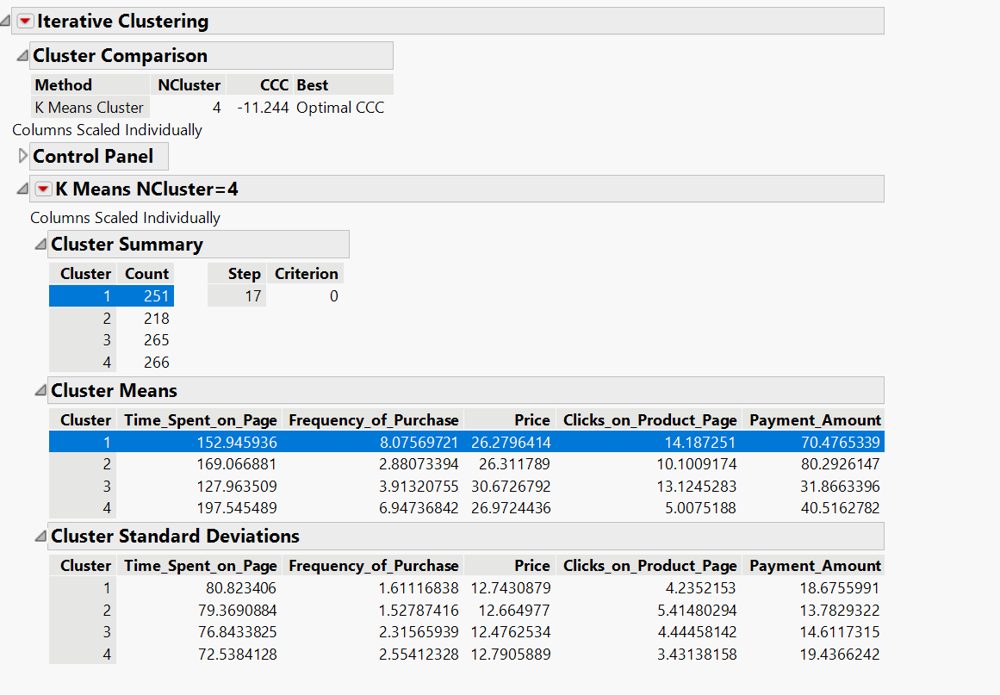 Iterative Clustering
Cluster Comparison
Method NCluster CCC Best
K Means Cluster 4 -11.244 Optimal CCC
Columns Scaled Individually
Control Panel
K Means NCluster=4
Columns Scaled Individually
Cluster Summary
Cluster Count Step Criterion
1 251 17 0
2 218
3 265
4 266
Cluster Means
Cluster Time_Spent_on_Page Frequency_of_Purchase Price Clicks_on_Product_Page Payment_Amount
1 152.945936 8.07569721 26.2796414 14.187251 70.4765339
2 169.066881 2.88073394 26.311789 10.1009174 80.2926147
3 127.963509 3.91320755 30.6726792 13.1245283 31.8663396
4 197.545489 6.94736842 26.9724436 5.0075188 40.5162782
Cluster Standard Deviations
Cluster Time_Spent_on_Page Frequency_of_Purchase Price Clicks_on_Product_Page Payment_Amount
1 80.823406 1.61116838 12.7430879 4.2352153 18.6755991
2 79.3690884 1.52787416 12.664977 5.41480294 13.7829322
3 76.8433825 2.31565939 12.4762534 4.44458142 14.6117315
4 72.5384128 2.55412328 12.7905889 3.43138158 19.4366242